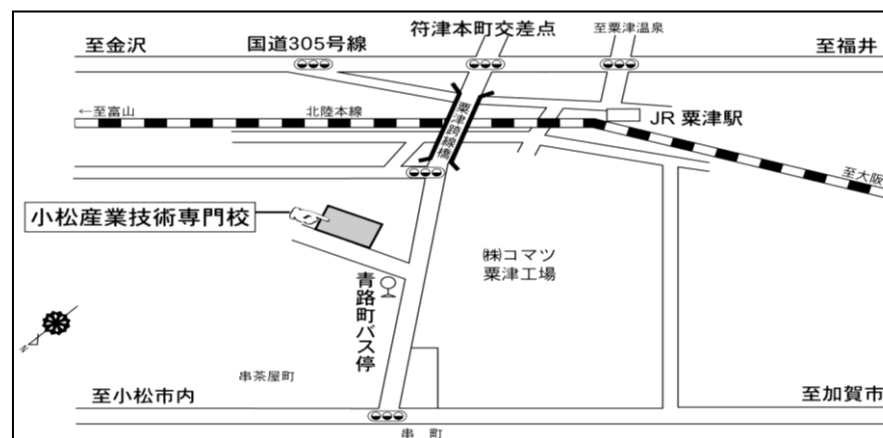 符津本町交差点
至粟津温泉
至金沢
国道305号線
至福井
←至富山
北陸本線
粟津跨線橋
JR 粟津駅
至大阪
小松産業技術専門校
㈱コマツ
粟津工場
青路町バス停
N
串茶屋町
至小松市内
至加賀市
串 町